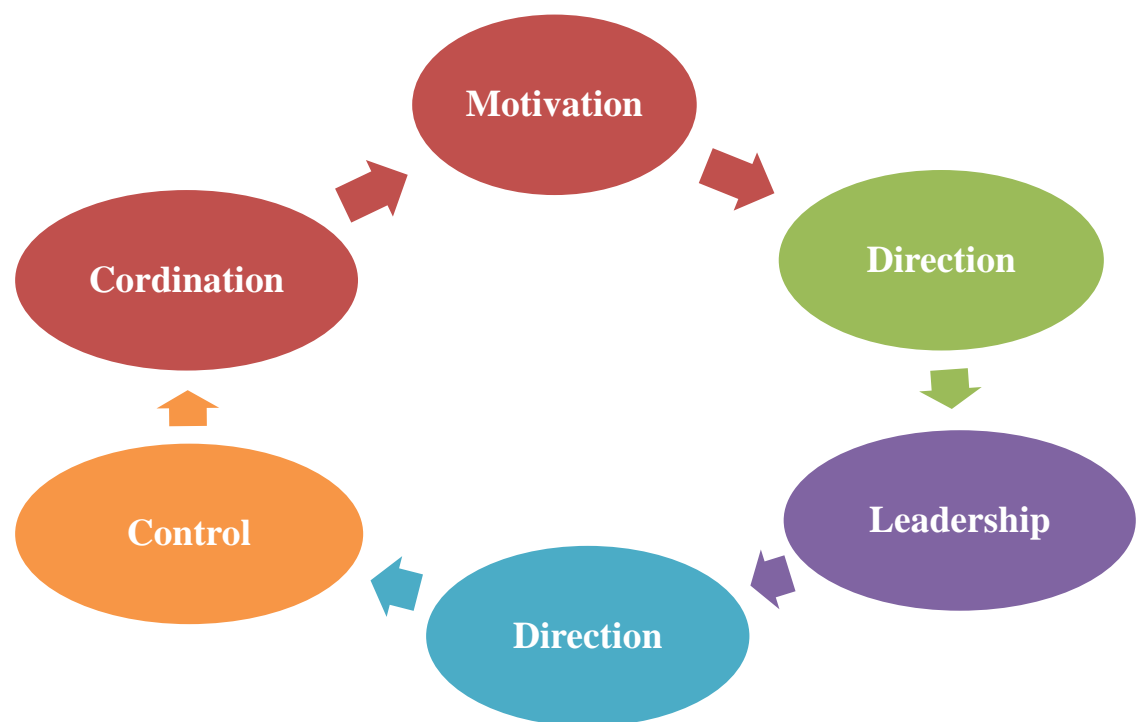 Motivation
Direction
Leadership
Direction
Control
Cordination